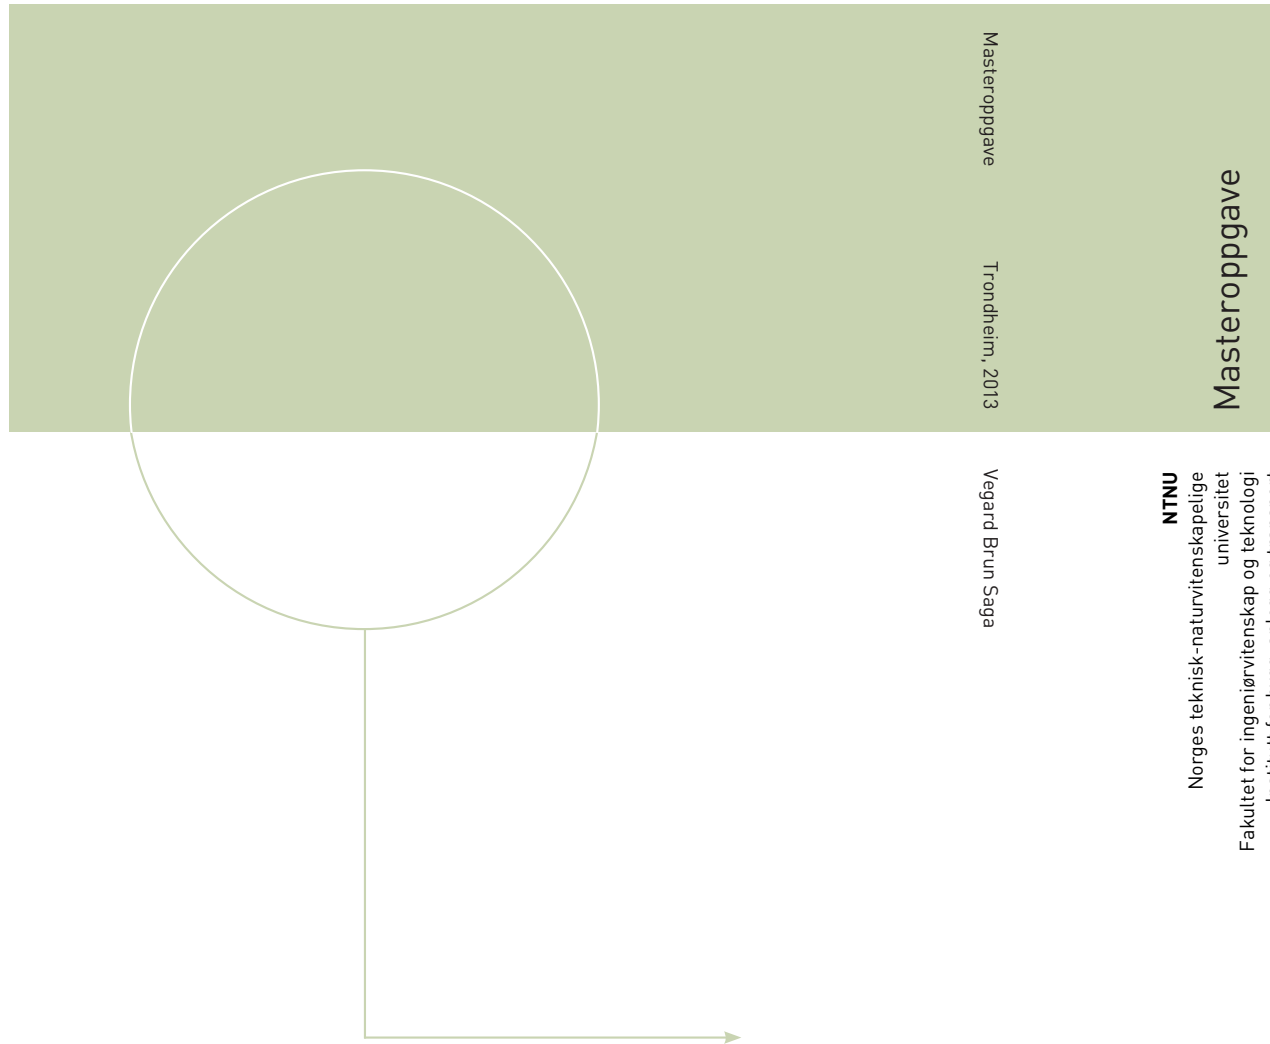 Masteroppgave
Trondheim, 2013
Vegard Brun Saga
Masteroppgave
NTNU
Norges teknisk-naturvitenskapelige
universitet
Fakultet for ingeniørvitenskap og teknologi